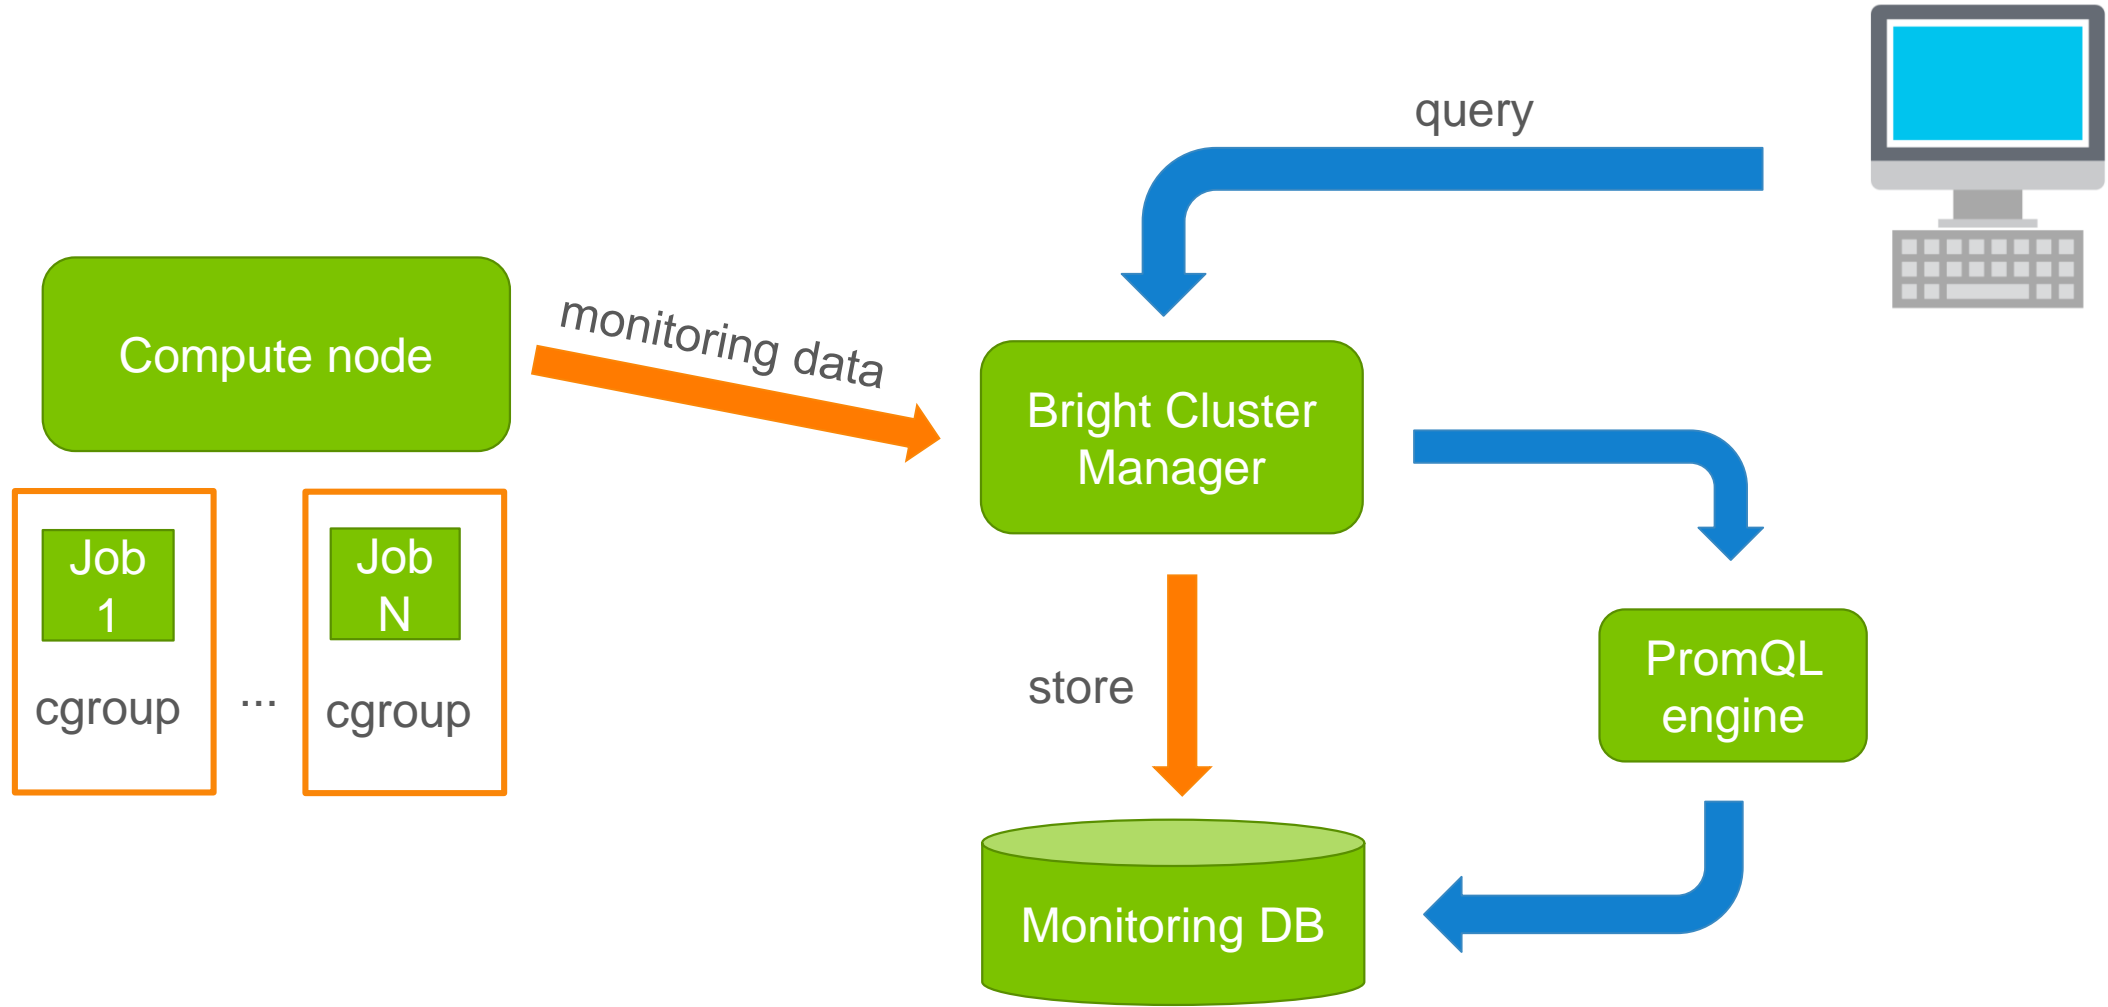 query
Compute node
monitoring data
Bright Cluster
Manager
Job
1
cgroup
...
Job
N
cgroup
store
PromQL
engine
Monitoring DB